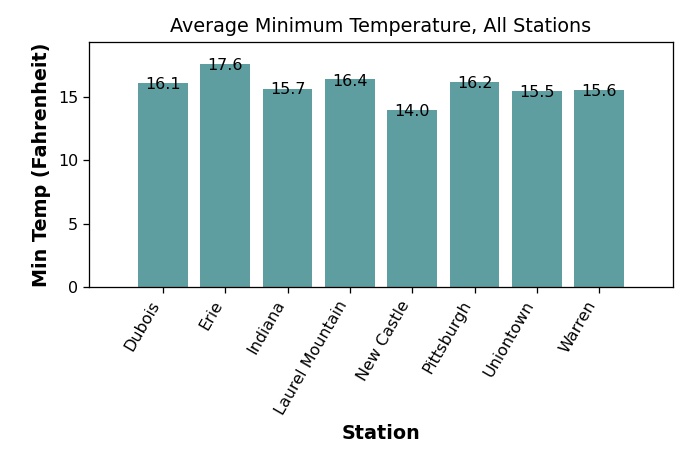 Average Minimum Temperature, All Stations
Min Temp (Fahrenheit)
15
10
5
0
16.1
17.6
15.7
16.4
14.0
16.2
15.5
15.6
Dubois
Erie
Indiana
Laurel Mountain
New Castle
Pittsburgh
Uniontown
Warren
Station